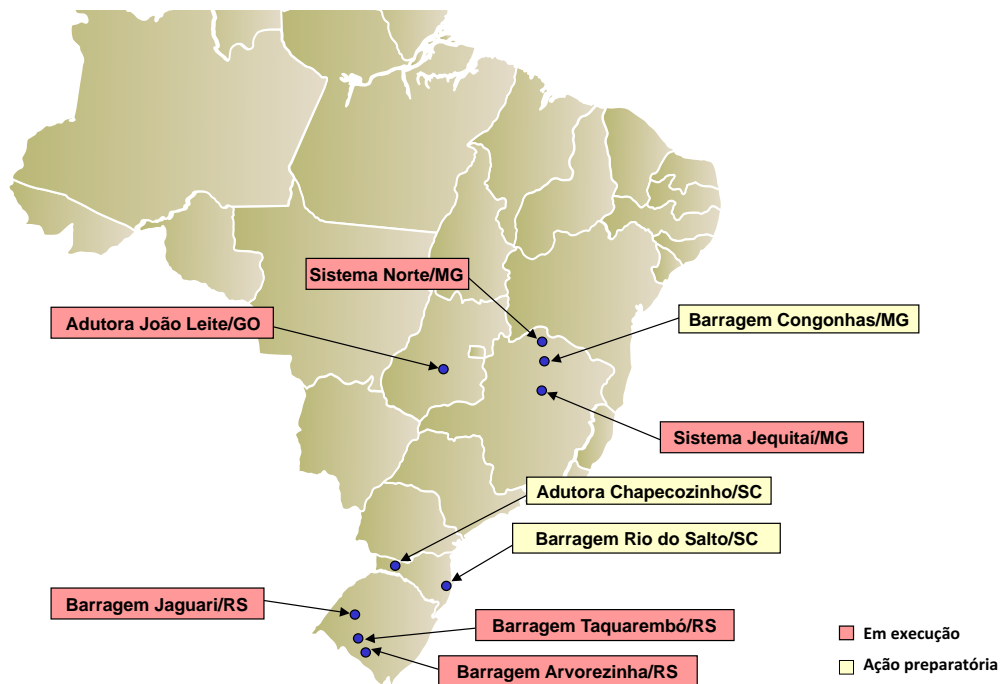 Sistema Norte/MG
Adutora João Leite/GO
Barragem Congonhas/MG
Sistema Jequitaí/MG
Adutora Chapecozinho/SC
Barragem Rio do Salto/SC
Barragem Jaguari/RS
Barragem Taquarembó/RS
Barragem Arvorezinha/RS
Em execução
Ação preparatória